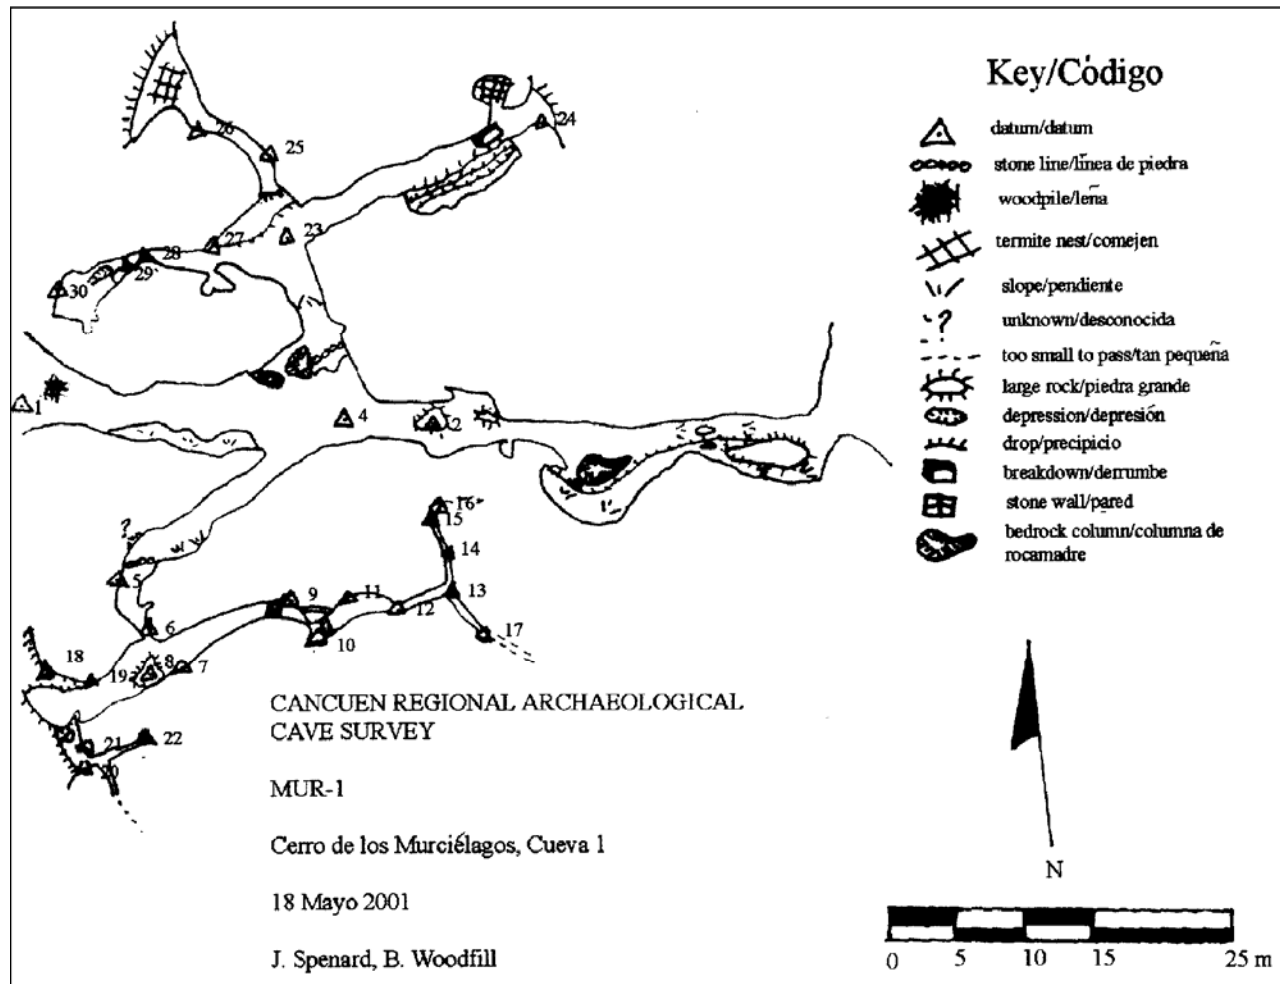 Key/Código
datum/datum
stone line/línea de piedra
woodpile/leña
termite nest/comejen
slope/pendiente
unknown/desconocida
too small to pass/tan pequeña
large rock/piedra grande
depression/depresión
drop/precipicio
breakdown/derrumbe
stone wall/pared
bedrock column/columna de
rocamadre
26
25
24
23
27
28
29
30
1
4
2
?
16
15
14
5
13
9
11
12
6
10
17
18
19
8
7
21
22
20
CANCUEN REGIONAL ARCHAEOLOGICAL
CAVE SURVEY
MUR-1
Cerro de los Murciélagos, Cueva 1
18 Mayo 2001
J. Spenard, B. Woodfill
N
0 5 10 15 25 m